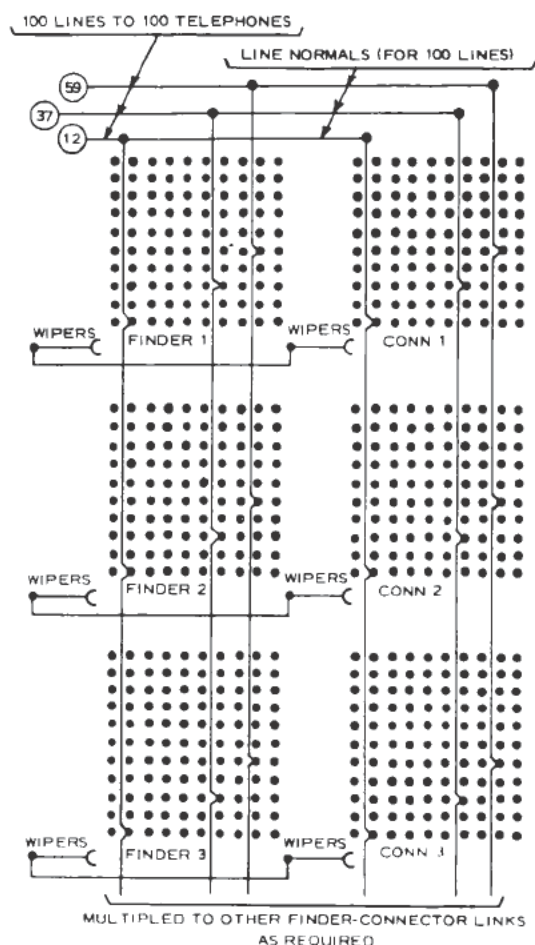 100 LINES TO 100 TELEPHONES
LINE NORMALS (FOR 100 LINES)
59
37
12
WIPERS
FINDER 1
WIPERS
CONN 1
WIPERS
FINDER 2
WIPERS
CONN 2
WIPERS
FINDER 3
WIPERS
CONN 3
MULTIPLED TO OTHER FINDER-CONNECTOR LINKS
AS REQUIRED